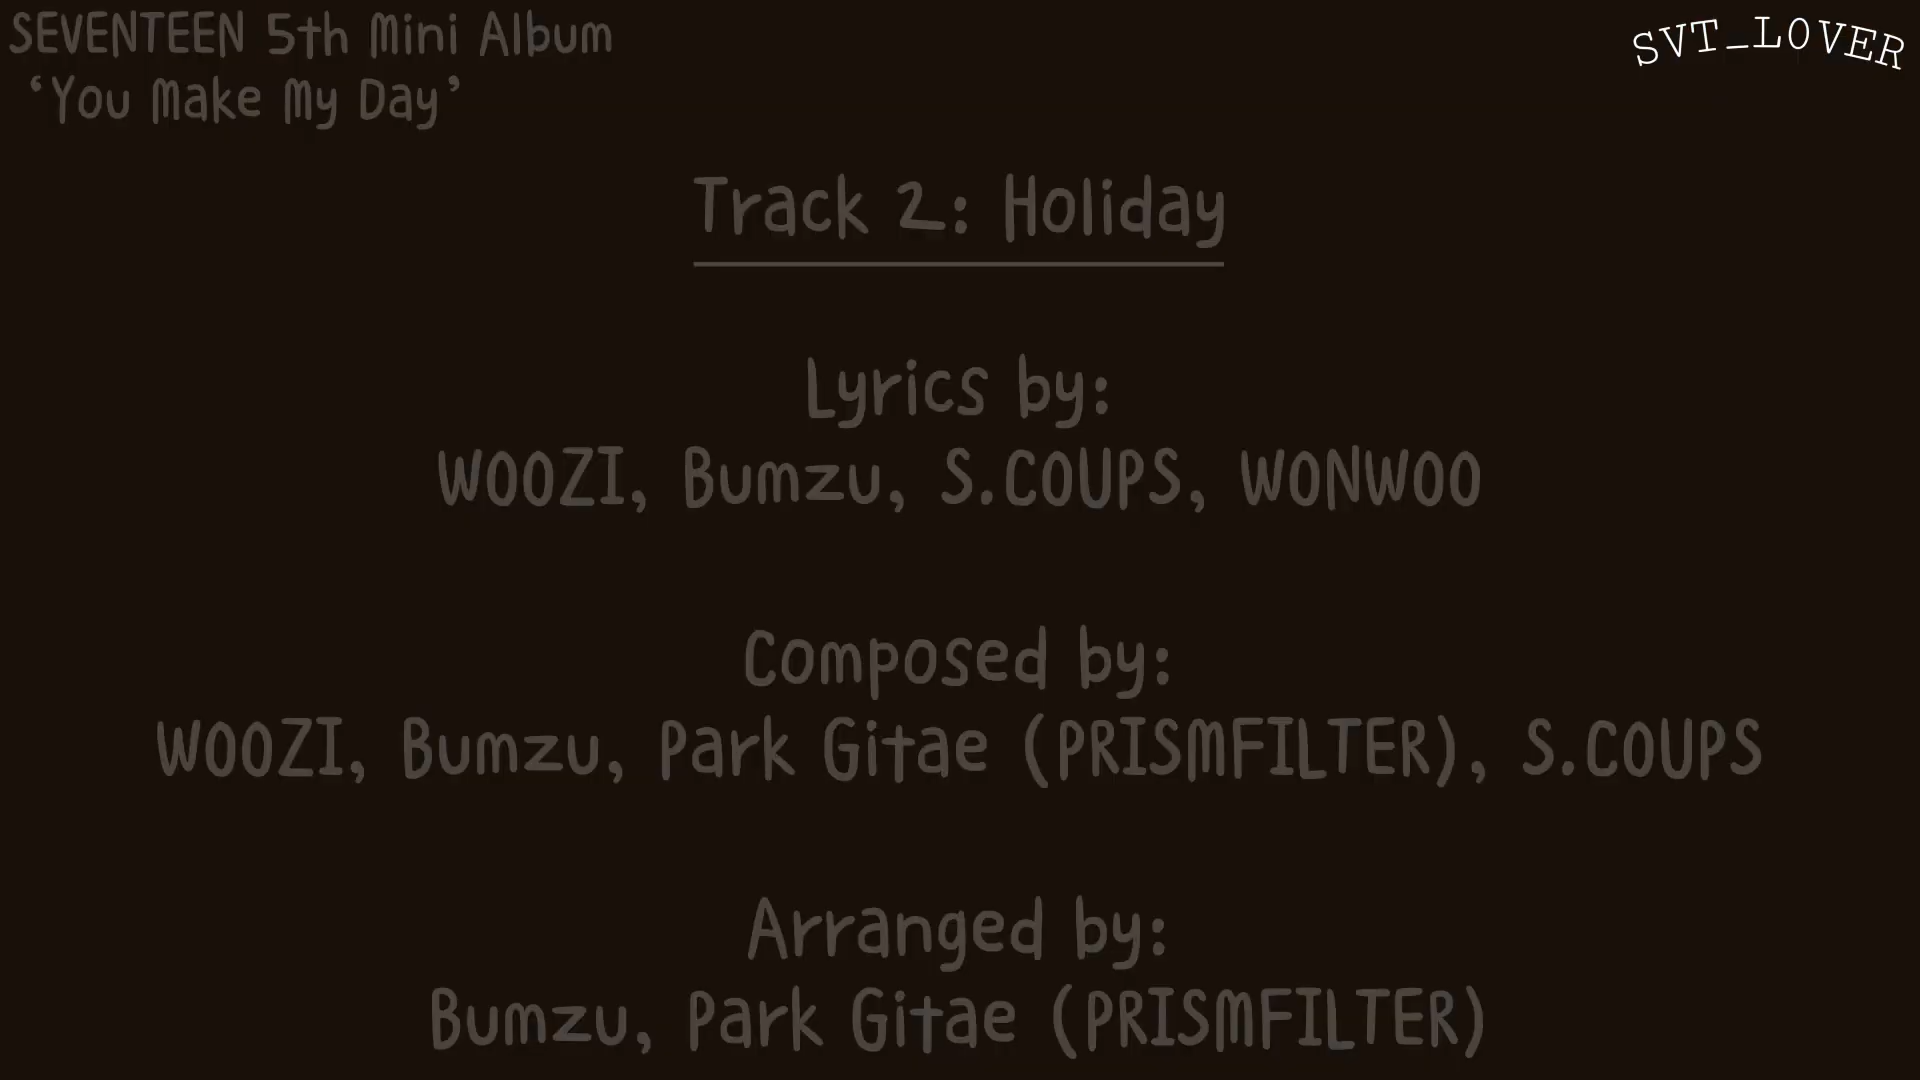 SEVENTEEN 5th Mini Album
‘You Make My Day’
SVT_LOVER
Track 2: Holiday
Lyrics by:
WOOZI, Bumzu, S.COUPS, WONWOO
Composed by:
WOOZI, Bumzu, Park Gitae (PRISMFILTER), S.COUPS
Arranged by:
Bumzu, Park Gitae (PRISMFILTER)